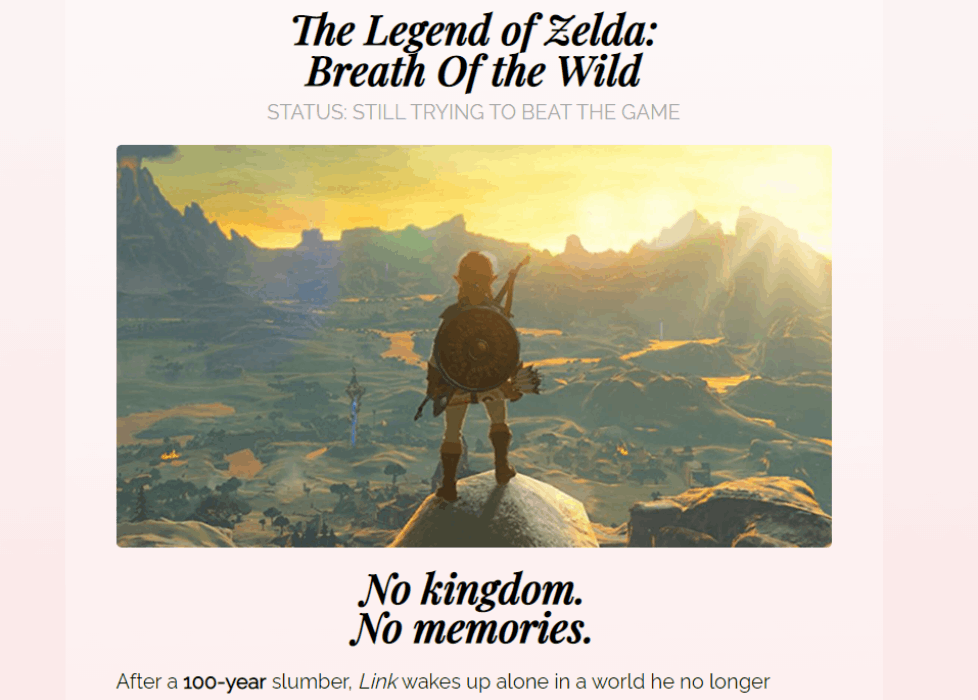 The Legend of Zelda:
Breath Of the Wild
STATUS: STILL TRYING TO BEAT THE GAME
No kingdom.
No memories.
After a 100-year slumber, Link wakes up alone in a world he no longer